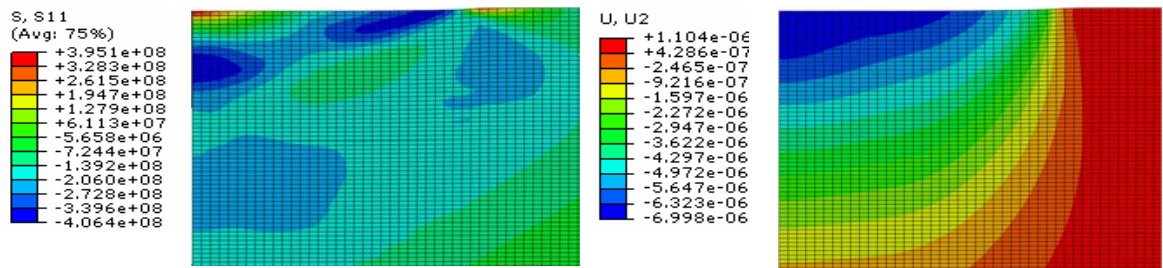 S, S11
(Avg: 75%)
+3.951e+08
+3.283e+08
+2.615e+08
+1.947e+08
+1.279e+08
+6.113e+07
-5.658e+06
-7.244e+07
-1.392e+08
-2.060e+08
-2.728e+08
-3.396e+08
-4.064e+08
U, U2
+1.104e-06
+4.286e-07
-2.465e-07
-9.216e-07
-1.597e-06
-2.272e-06
-2.947e-06
-3.622e-06
-4.297e-06
-4.972e-06
-5.647e-06
-6.323e-06
-6.998e-06